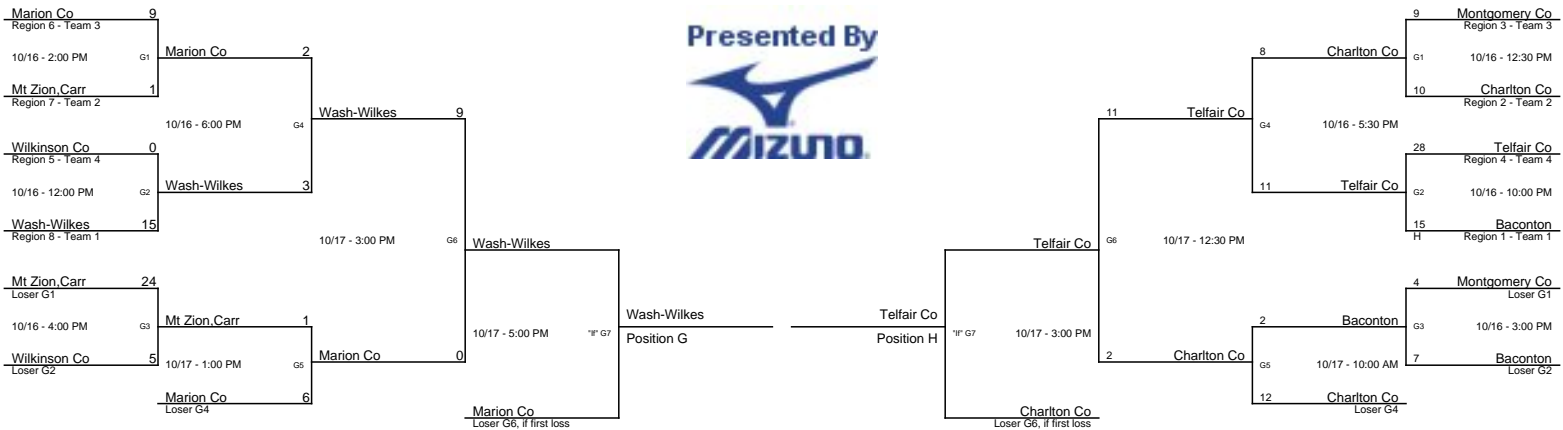 Marion Co 9
Region 6 - Team 3
10/16 - 2:00 PM G1
Mt Zion,Carr 1
Region 7 - Team 2
Marion Co 2
10/16 - 6:00 PM G4
Wilkinson Co 0
Region 5 - Team 4
10/16 - 12:00 PM G2
Wash-Wilkes 15
Region 8 - Team 1
Wash-Wilkes 3
Wash-Wilkes 9
10/17 - 3:00 PM G6
Mt Zion,Carr 24
Loser G1
10/16 - 4:00 PM G3
Wilkinson Co 5
Loser G2
Mt Zion,Carr 1
10/17 - 1:00 PM G5
Marion Co 6
Loser G4
Marion Co 0
Wash-Wilkes
10/17 - 5:00 PM "If" G7
Marion Co
Loser G6, if first loss
Wash-Wilkes
Position G
Presented By
MIZUNO
Telfair Co
Position H
Telfair Co
"If" G7 10/17 - 3:00 PM
Charlton Co
Loser G6, if first loss
11 Telfair Co
G6 10/17 - 12:30 PM
2 Charlton Co
8 Charlton Co
G4 10/16 - 5:30 PM
11 Telfair Co
2 Baconton
G5 10/17 - 10:00 AM
12 Charlton Co
Loser G4
9 Montgomery Co
Region 3 - Team 3
G1 10/16 - 12:30 PM
10 Charlton Co
Region 2 - Team 2
28 Telfair Co
Region 4 - Team 4
G2 10/16 - 10:00 PM
15 Baconton
H Region 1 - Team 1
4 Montgomery Co
Loser G1
G3 10/16 - 3:00 PM
7 Baconton
Loser G2